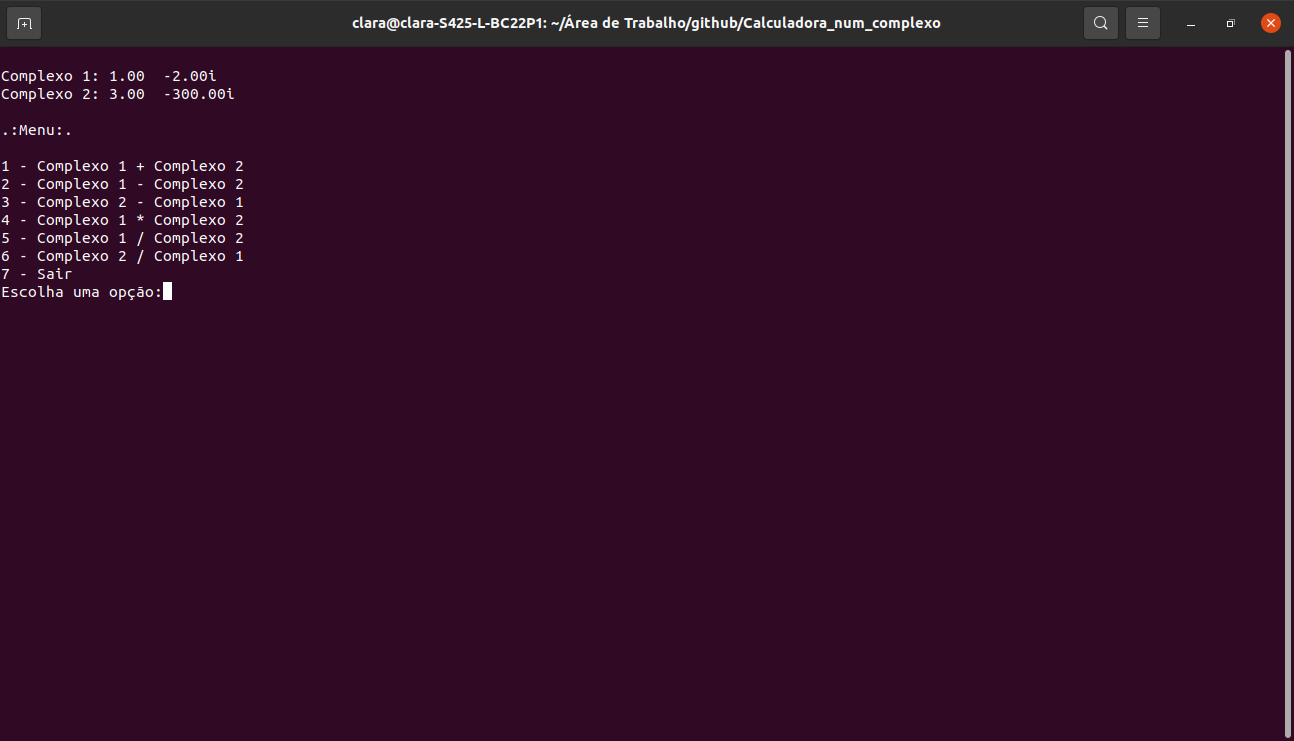 clara@clara-S425-L-BC22P1: ~/Área de Trabalho/github/Calculadora_num_complexo
Complexo 1: 1.00  -2.00i
Complexo 2: 3.00  -300.00i
.:Menu:.
1 - Complexo 1 + Complexo 2
2 - Complexo 1 - Complexo 2
3 - Complexo 2 - Complexo 1
4 - Complexo 1 * Complexo 2
5 - Complexo 1 / Complexo 2
6 - Complexo 2 / Complexo 1
7 - Sair
Escolha uma opção: